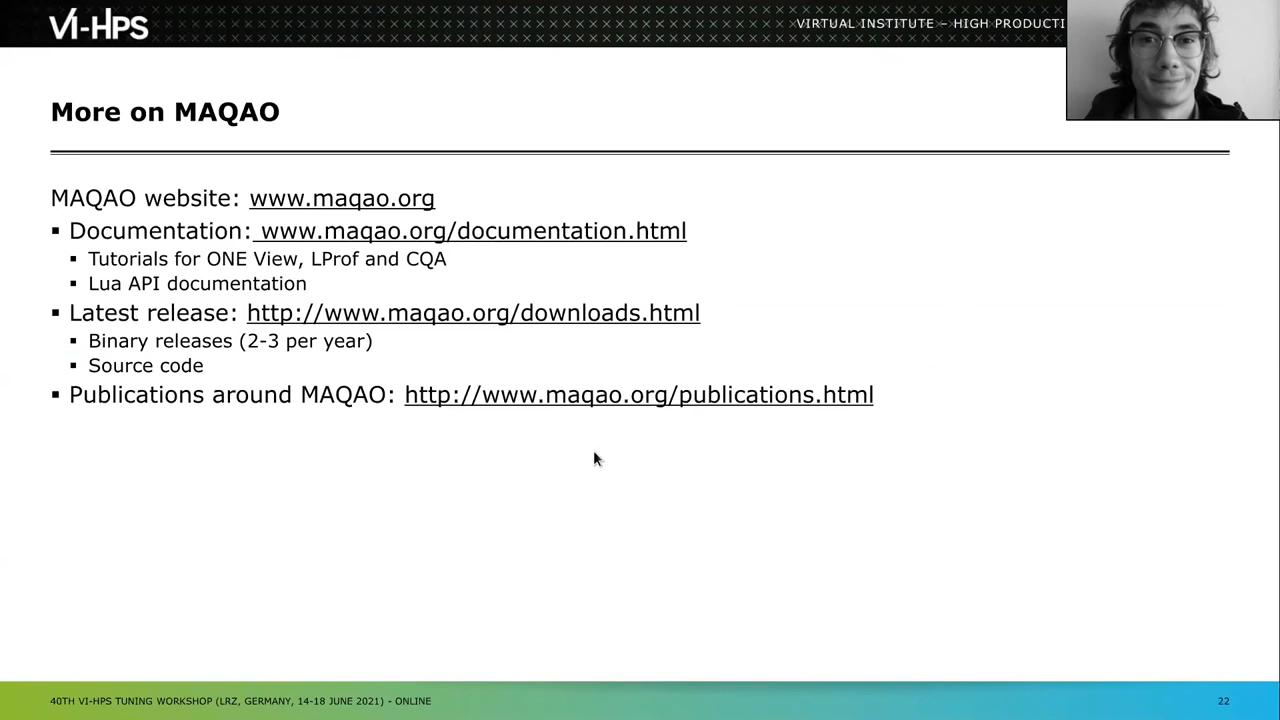 VI-HPS
VIRTUAL INSTITUTE – HIGH PRODUCTI
More on MAQAO
MAQAO website: www.maqao.org
▪ Documentation: www.maqao.org/documentation.html
▪ Tutorials for ONE View, LProf and CQA
▪ Lua API documentation
▪ Latest release: http://www.maqao.org/downloads.html
▪ Binary releases (2-3 per year)
▪ Source code
▪ Publications around MAQAO: http://www.maqao.org/publications.html
40TH VI-HPS TUNING WORKSHOP (LRZ, GERMANY, 14-18 JUNE 2021) - ONLINE
22